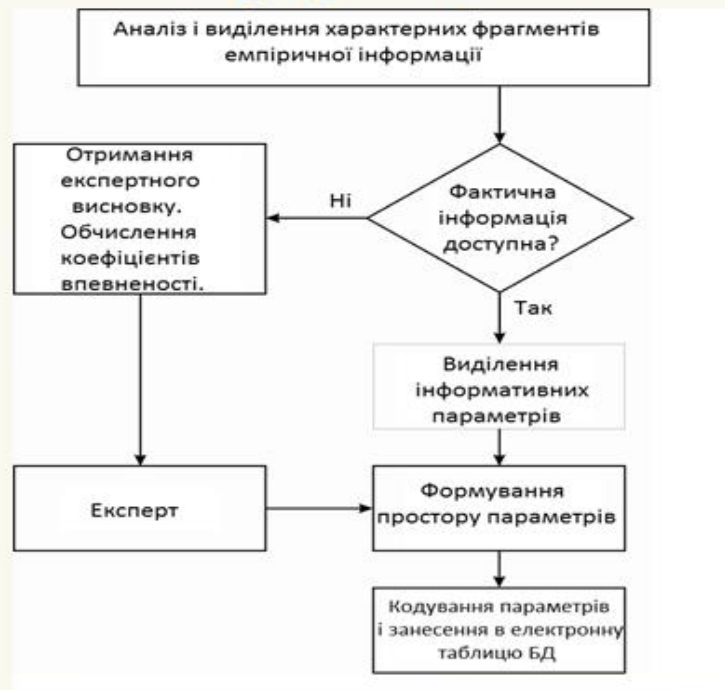 Аналіз і виділення характерних фрагментів
емпіричної інформації
Отримання
експертного
висновку.
Обчислення
коефіцієнтів
впевненості.
Ні
Фактична
інформація
доступна?
Так
Виділення
інформативних
параметрів
Експерт
Формування
простору параметрів
Кодування параметрів
і занесення в електронну
таблицю БД